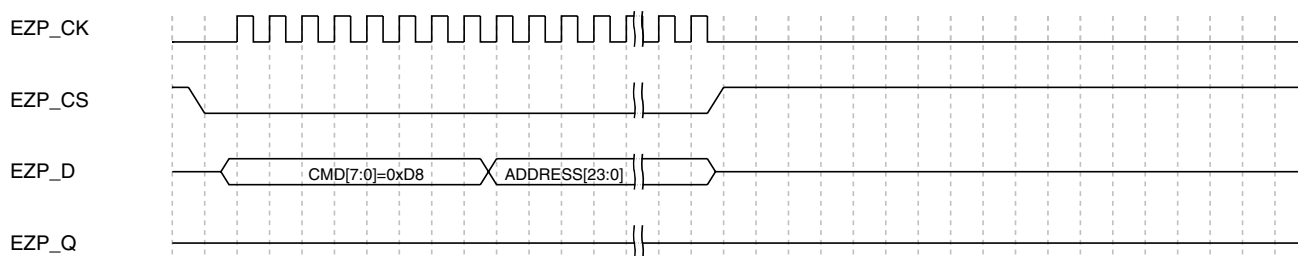 EZP_CK
EZP_CS
EZP_D
CMD[7:0]=0xD8
ADDRESS[23:0]
EZP_Q